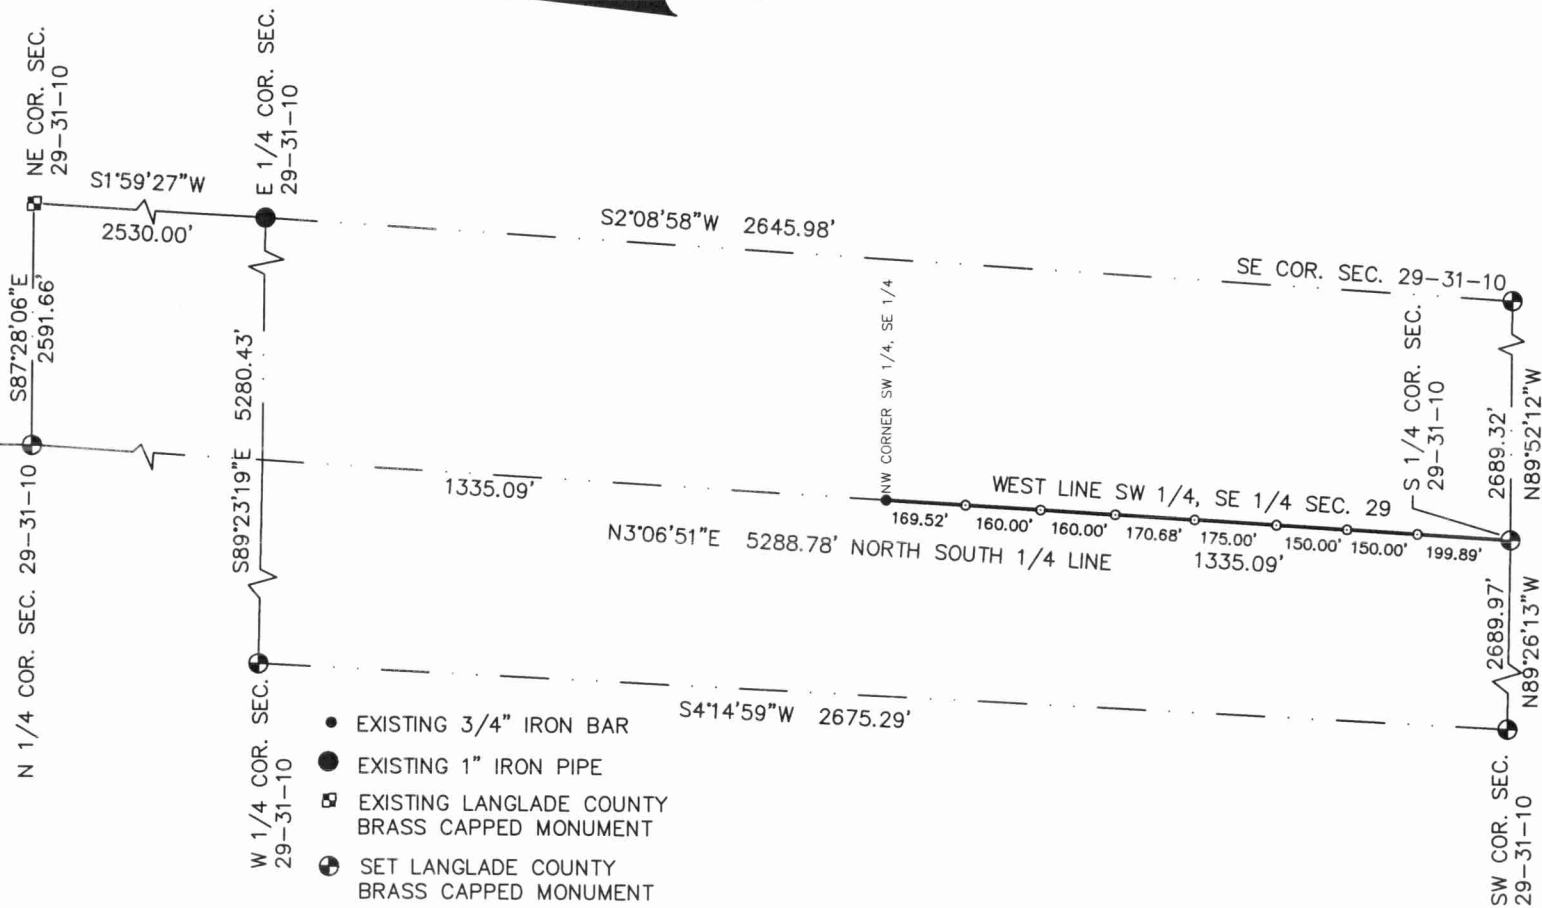 NE COR. SEC.
29-31-10
E 1/4 COR. SEC.
29-31-10
S1°59'27"W
2530.00'
S2°08'58"W 2645.98'
SE COR. SEC. 29-31-10
S87°28'06"E
2591.66'
S89°23'19"E 5280.43'
NW CORNER SW 1/4, SE 1/4
S 1/4 COR. SEC.
29-31-10
2689.32'
N89°52'12"W
1335.09'
WEST LINE SW 1/4, SE 1/4 SEC. 29
169.52'
160.00'
160.00'
170.68'
175.00'
150.00'
150.00'
199.89'
N3°06'51"E 5288.78' NORTH SOUTH 1/4 LINE
1335.09'
N 1/4 COR. SEC. 29-31-10
2689.97'
N89°26'13"W
S4°14'59"W 2675.29'
W 1/4 COR. SEC.
29-31-10
SW COR. SEC.
29-31-10
EXISTING 3/4" IRON BAR
EXISTING 1" IRON PIPE
EXISTING LANGLADE COUNTY
BRASS CAPPED MONUMENT
SET LANGLADE COUNTY
BRASS CAPPED MONUMENT